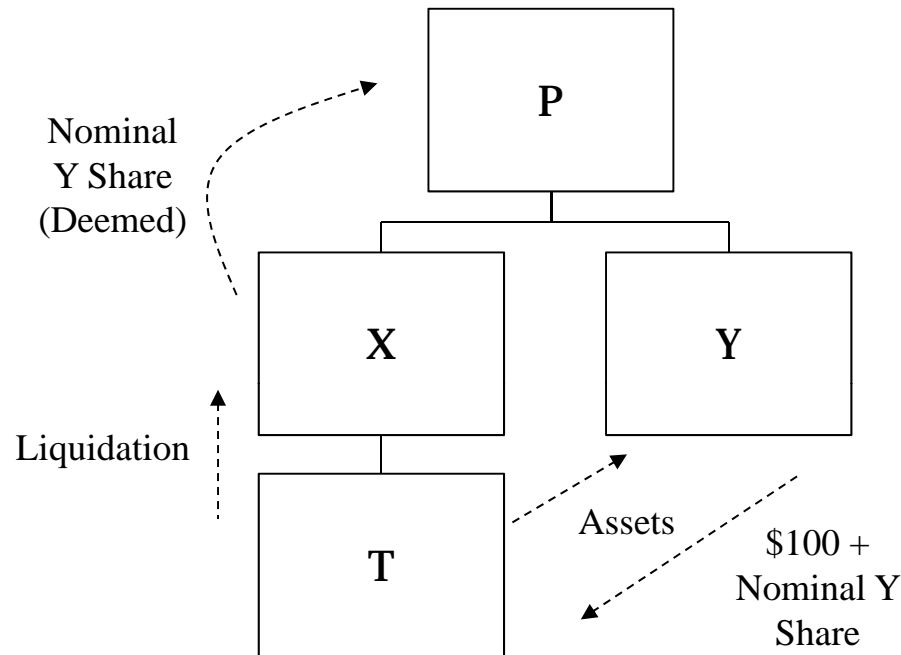 P
Nominal
Y Share
(Deemed)
X
Y
Liquidation
T
Assets
$100 +
Nominal Y
Share